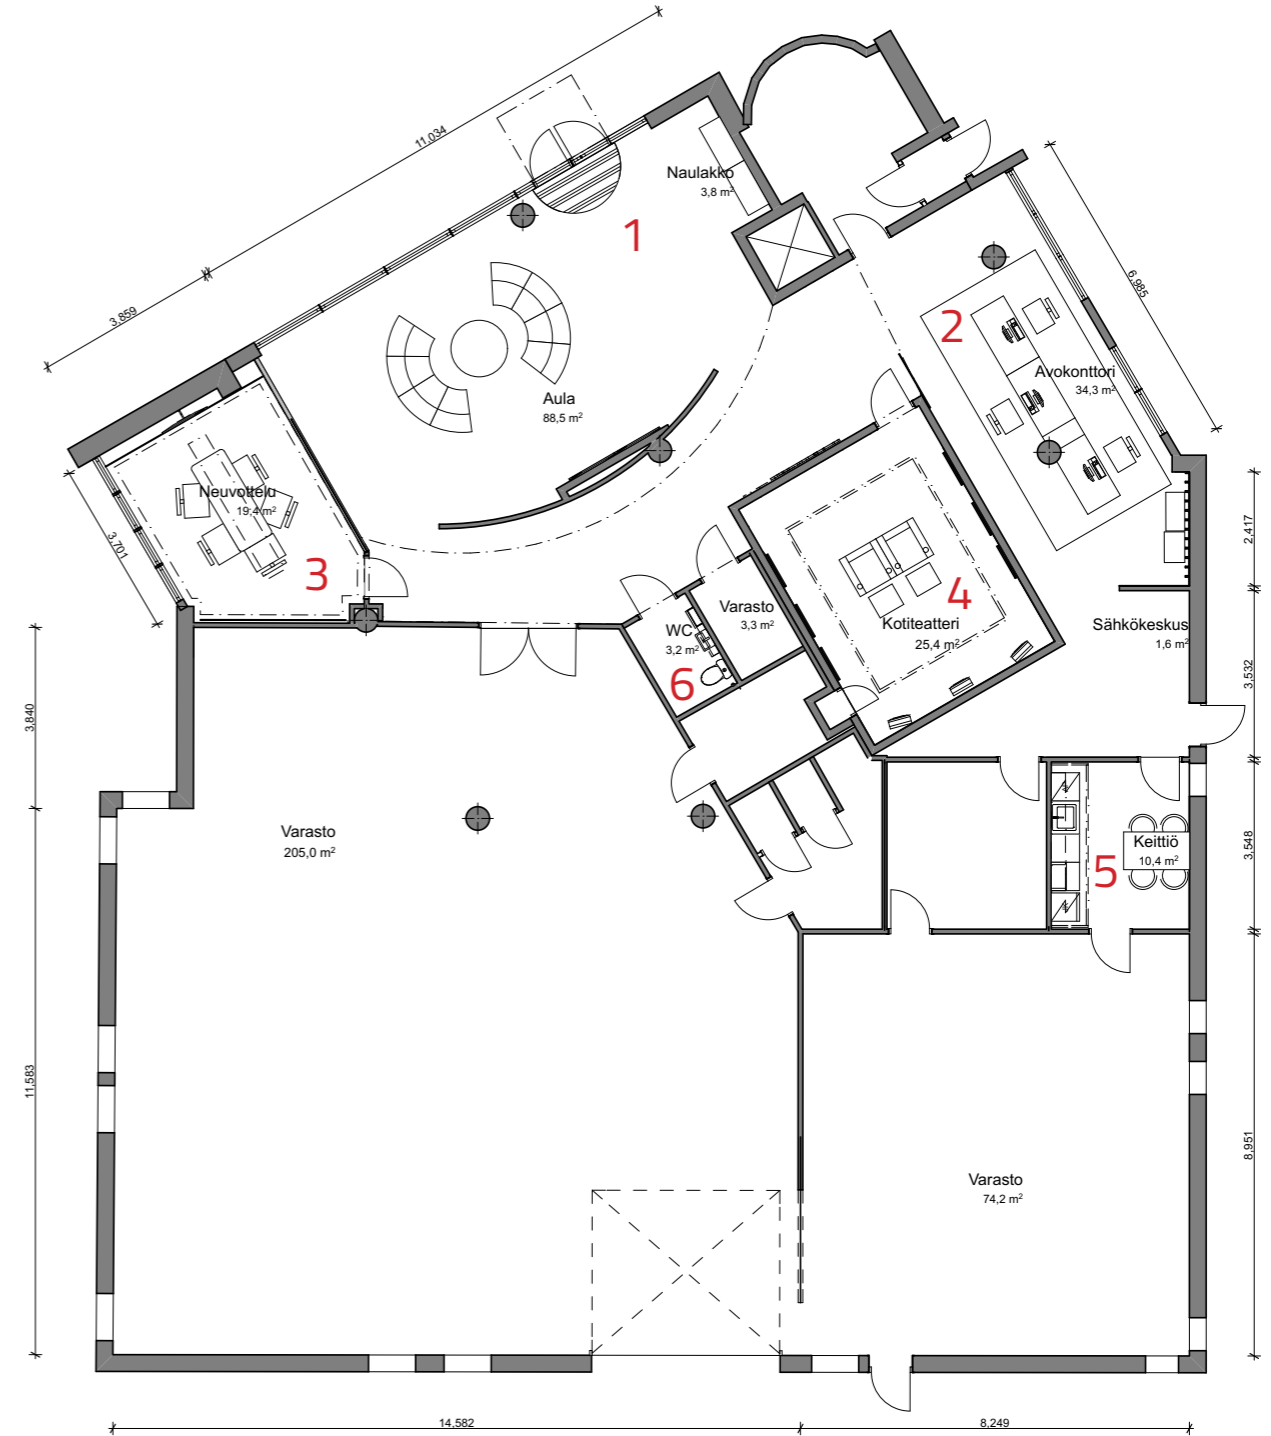 11,034
Naulakko
3,8 m²
1
6,985
3,859
2
Avokonttori
34,3 m²
Aula
88,5 m²
Neuvottelu
19,4 m²
3,701
3
2,417
4
Varasto
3,3 m²
Kotiteatteri
25,4 m²
Sähkökeskus
1,6 m²
WC
3,2 m²
6
3,532
3,840
Varasto
205,0 m²
Keittiö
10,4 m²
5
3,548
11,583
8,951
Varasto
74,2 m²
14,582
8,249